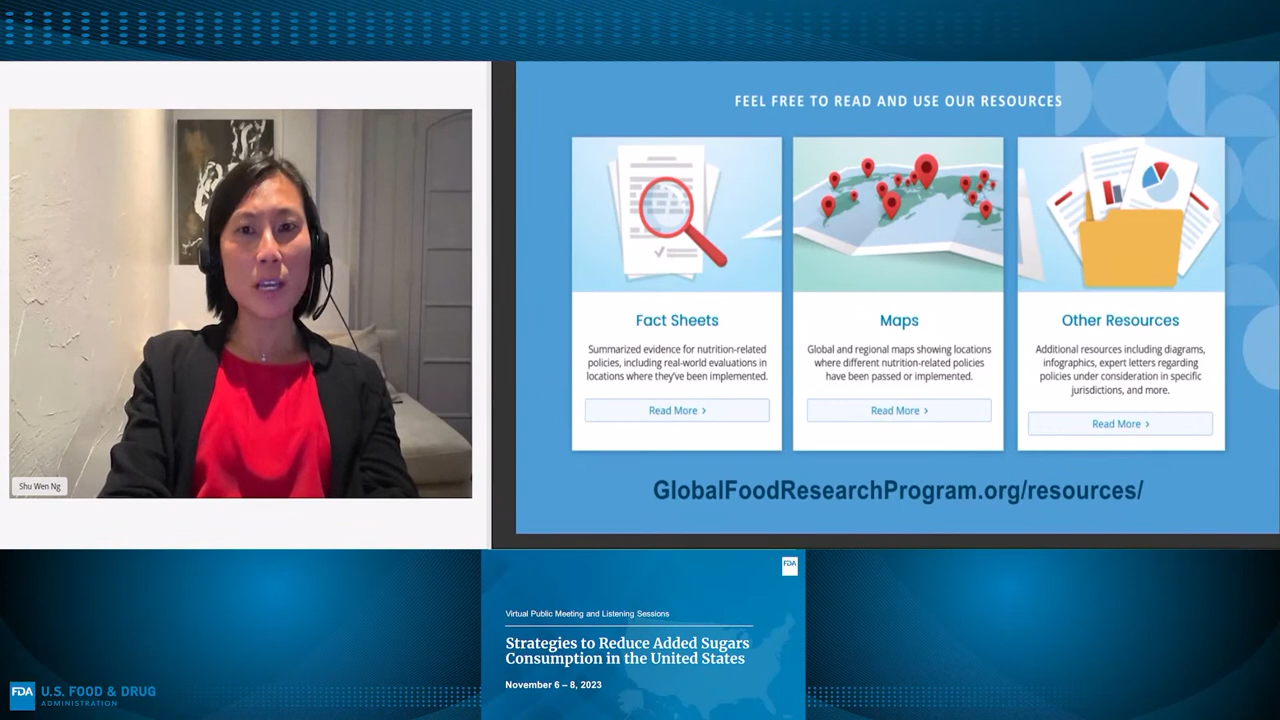 FEEL FREE TO READ AND USE OUR RESOURCES
Fact Sheets
Summarized evidence for nutrition-related
policies, including real-world evaluations in
locations where they've been implemented.
Read More >
Maps
Global and regional maps showing locations
where different nutrition-related policies
have been passed or implemented.
Read More >
Other Resources
Additional resources including diagrams,
infographics, expert letters regarding
policies under consideration in specific
jurisdictions, and more.
Read More >
GlobalFoodResearchProgram.org/resources/
Shu Wen Ng
FDA
Virtual Public Meeting and Listening Sessions
Strategies to Reduce Added Sugars
Consumption in the United States
November 6 – 8, 2023
FDA U.S. FOOD & DRUG
ADMINISTRATION